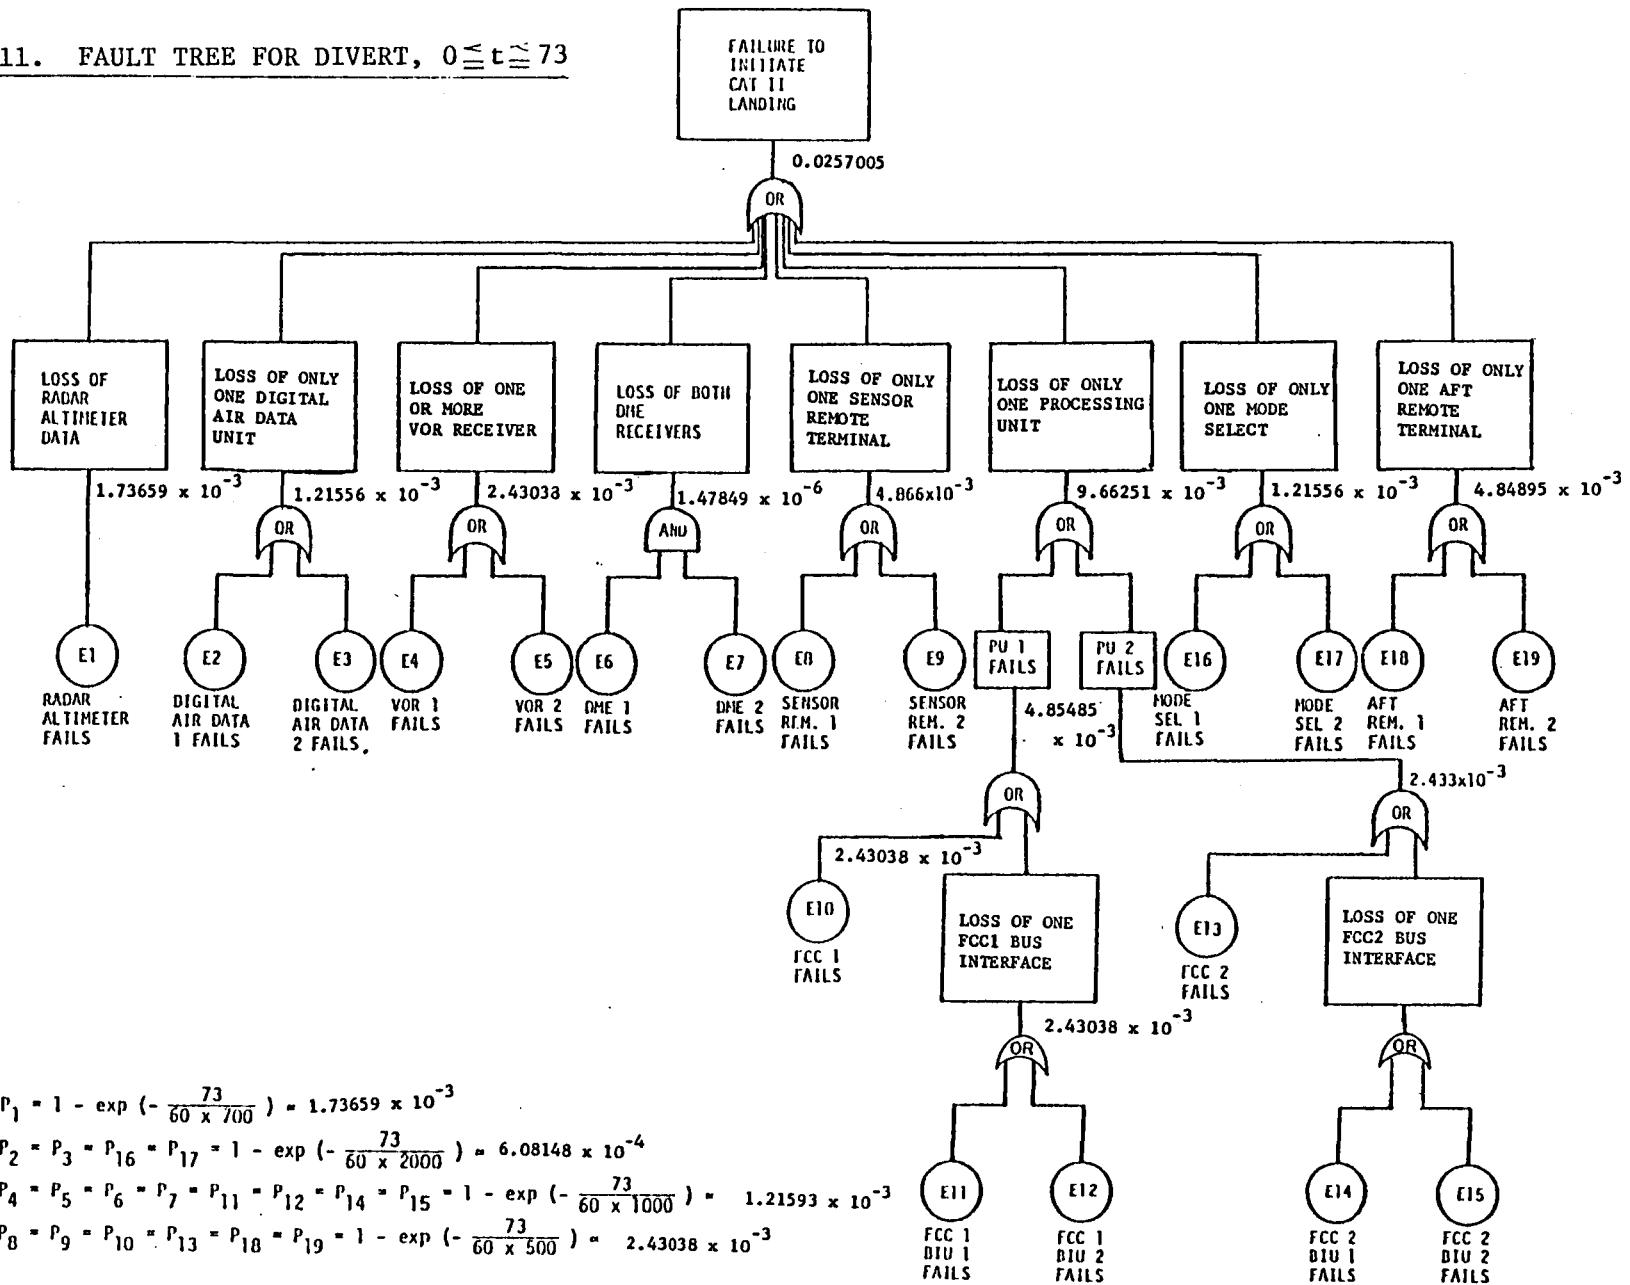 11. FAULT TREE FOR DIVERT, 0≦t≦73
FAILURE TO
INITIATE
CAT II
LANDING
0.0257005
OR
LOSS OF
RADAR
ALTIMETER
DATA
LOSS OF ONLY
ONE DIGITAL
AIR DATA
UNIT
LOSS OF ONE
OR MORE
VOR RECEIVER
LOSS OF BOTH
DME
RECEIVERS
LOSS OF ONLY
ONE SENSOR
REMOTE
TERMINAL
LOSS OF ONLY
ONE PROCESSING
UNIT
LOSS OF ONLY
ONE MODE
SELECT
LOSS OF ONLY
ONE AFT
REMOTE
TERMINAL
1.73659 x 10^-3
1.21556 x 10^-3
2.43038 x 10^-3
1.47849 x 10^-6
4.866x10^-3
9.66251 x 10^-3
1.21556 x 10^-3
4.84895 x 10^-3
OR
OR
AND
OR
OR
OR
OR
E1
RADAR
ALTIMETER
FAILS
E2
DIGITAL
AIR DATA
1 FAILS
E3
DIGITAL
AIR DATA
2 FAILS.
E4
VOR 1
FAILS
E5
VOR 2
FAILS
E6
DME 1
FAILS
E7
DME 2
FAILS
E8
SENSOR
REM. 1
FAILS
E9
SENSOR
REM. 2
FAILS
PU 1
FAILS
PU 2
FAILS
E16
MODE
SEL 1
FAILS
E17
MODE
SEL 2
FAILS
E18
AFT
REM. 1
FAILS
E19
AFT
REM. 2
FAILS
4.85485
x 10^-3
OR
2.433x10^-3
OR
2.43038 x 10^-3
E10
FCC 1
FAILS
LOSS OF ONE
FCC1 BUS
INTERFACE
E13
FCC 2
FAILS
LOSS OF ONE
FCC2 BUS
INTERFACE
2.43038 x 10^-3
OR
OR
E11
FCC 1
BIU 1
FAILS
E12
FCC 1
BIU 2
FAILS
E14
FCC 2
BIU 1
FAILS
E15
FCC 2
BIU 2
FAILS
P1 = 1 - exp (- 73 / 60 x 700 ) = 1.73659 x 10^-3
P2 = P3 = P16 = P17 = 1 - exp (- 73 / 60 x 2000 ) = 6.08148 x 10^-4
P4 = P5 = P6 = P7 = P11 = P12 = P14 = P15 = 1 - exp (- 73 / 60 x 1000 ) = 1.21593 x 10^-3
P8 = P9 = P10 = P13 = P18 = P19 = 1 - exp (- 73 / 60 x 500 ) = 2.43038 x 10^-3